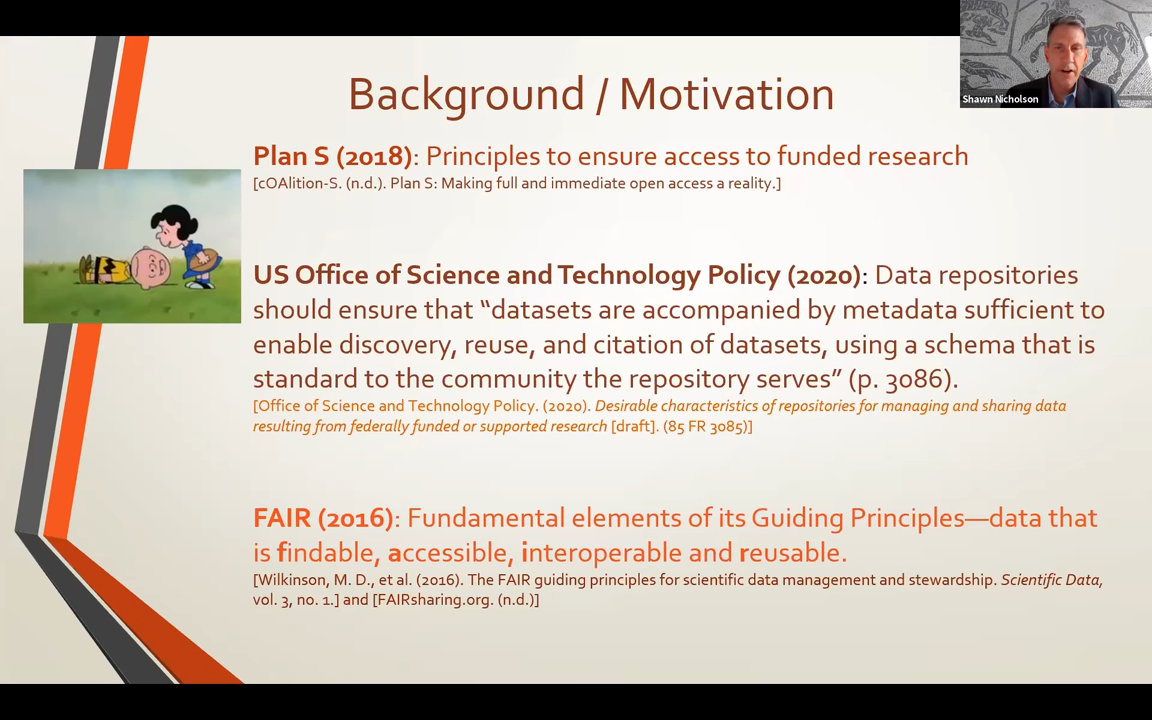 Shawn Nicholson
Background / Motivation
Plan S (2018): Principles to ensure access to funded research
[cOAlition-S. (n.d.). Plan S: Making full and immediate open access a reality.]
US Office of Science and Technology Policy (2020): Data repositories
should ensure that “datasets are accompanied by metadata sufficient to
enable discovery, reuse, and citation of datasets, using a schema that is
standard to the community the repository serves” (p. 3086).
[Office of Science and Technology Policy. (2020). Desirable characteristics of repositories for managing and sharing data
resulting from federally funded or supported research [draft]. (85 FR 3085)]
FAIR (2016): Fundamental elements of its Guiding Principles—data that
is findable, accessible, interoperable and reusable.
[Wilkinson, M. D., et al. (2016). The FAIR guiding principles for scientific data management and stewardship. Scientific Data,
vol. 3, no. 1.] and [FAIRsharing.org. (n.d.)]